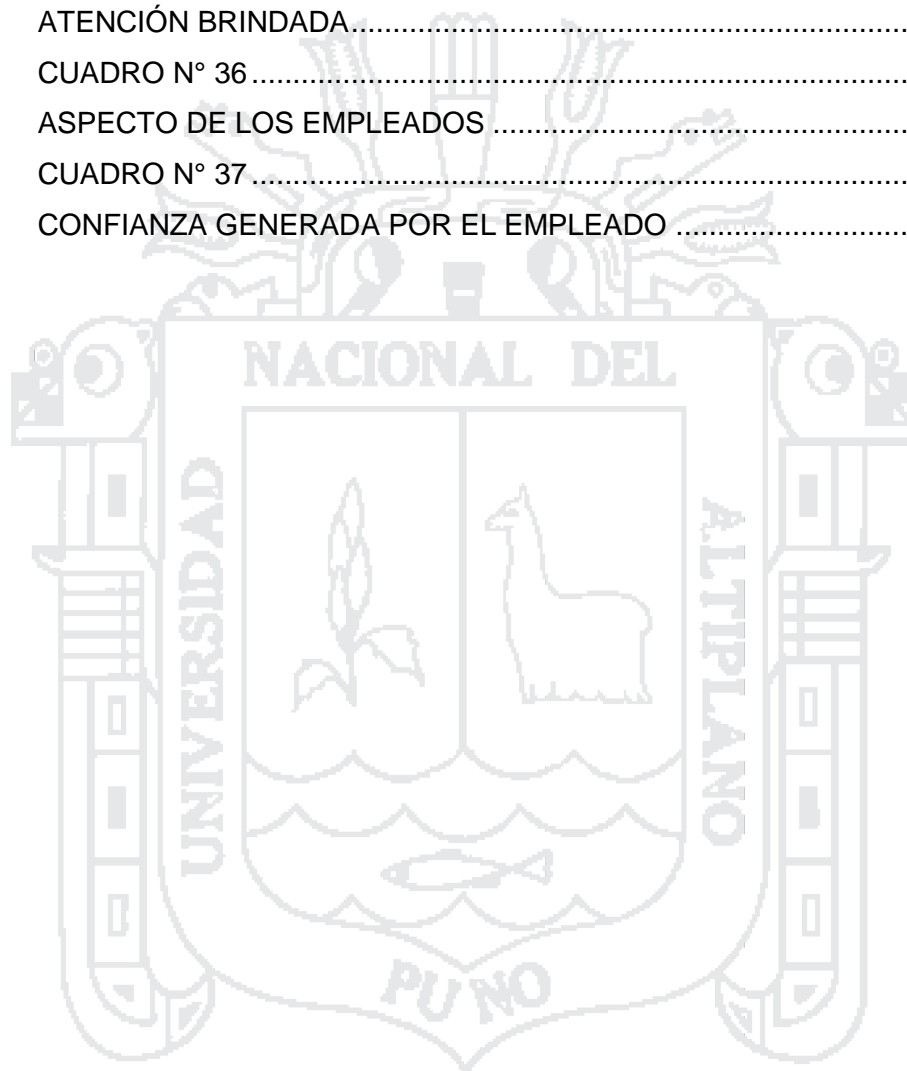 ATENCIÓN BRINDADA................................................................
CUADRO N° 36................................................................................
ASPECTO DE LOS EMPLEADOS ..................................................
CUADRO N° 37 ...............................................................................
CONFIANZA GENERADA POR EL EMPLEADO ............................
NACIONAL DEL
UNIVERSIDAD
ALTIPLANO
PUNO